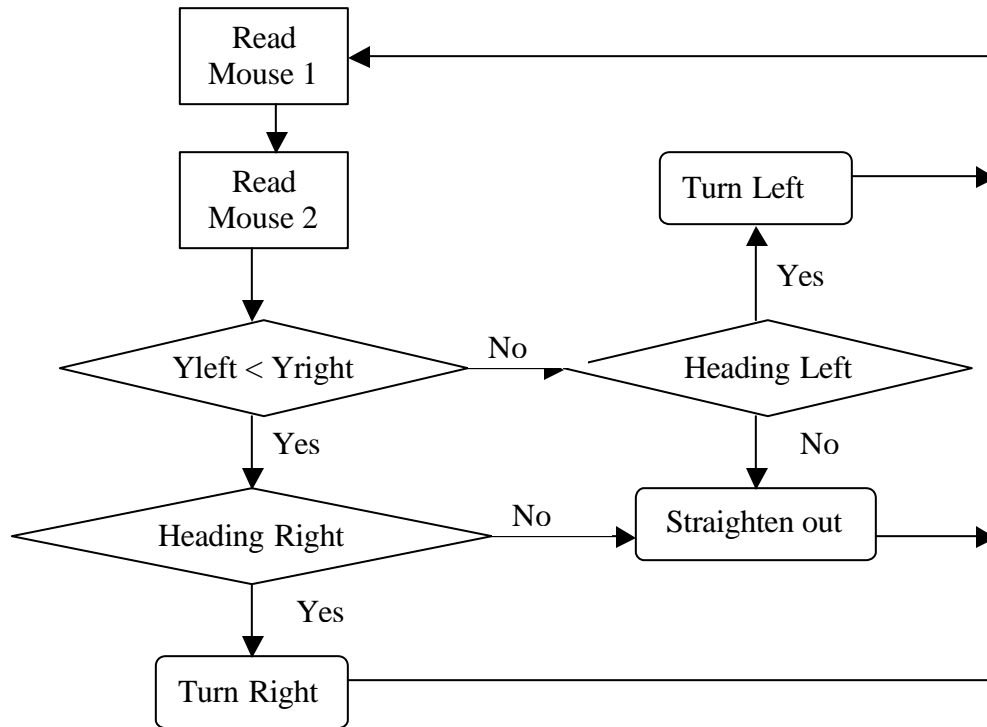 Read
Mouse 1
Read
Mouse 2
Turn Left
Yes
Yleft < Yright
No
Heading Left
Yes
No
Heading Right
No
Straighten out
Yes
Turn Right